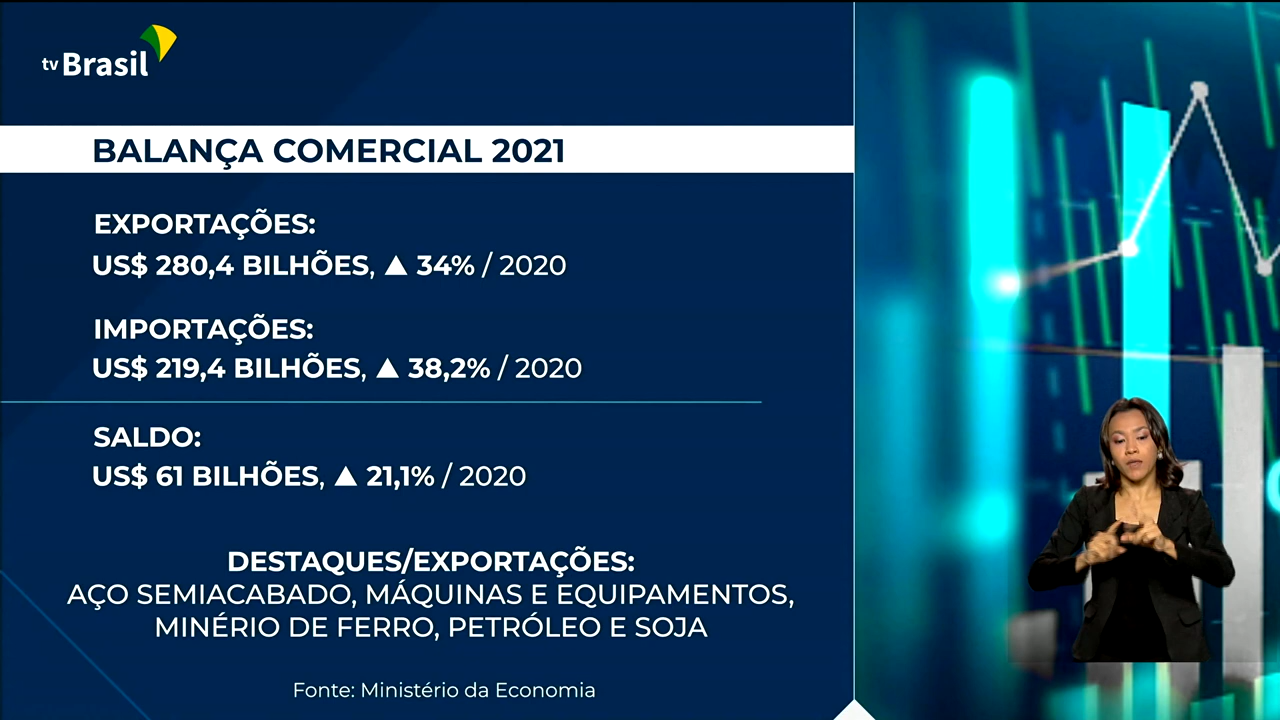 tv Brasil
BALANÇA COMERCIAL 2021
EXPORTAÇÕES:
US$ 280,4 BILHÕES, ▲ 34% / 2020
IMPORTAÇÕES:
US$ 219,4 BILHÕES, ▲ 38,2% / 2020
SALDO:
US$ 61 BILHÕES, ▲ 21,1% / 2020
DESTAQUES/EXPORTAÇÕES:
AÇO SEMIACABADO, MÁQUINAS E EQUIPAMENTOS,
MINÉRIO DE FERRO, PETRÓLEO E SOJA
Fonte: Ministério da Economia